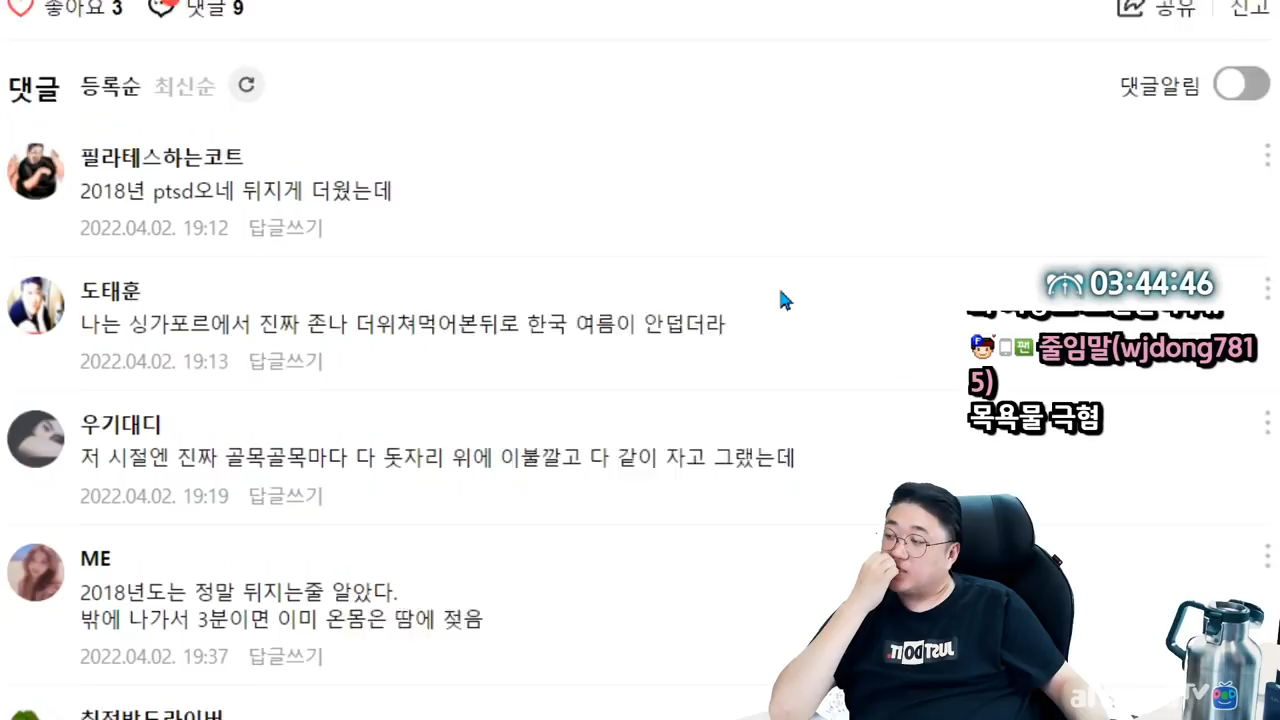 좋아요 3 댓글 9
공유 신고
댓글 등록순 최신순
댓글알림
필라테스하는코트
2018년 ptsd오네 뒤지게 더웠는데
2022.04.02. 19:12 답글쓰기
도태훈
나는 싱가포르에서 진짜 존나 더위쳐먹어본뒤로 한국 여름이 안덥더라
2022.04.02. 19:13 답글쓰기
03:44:46
팬 줄임말(wjdong781
5)
목욕물 극혐
우기대디
저 시절엔 진짜 골목골목마다 다 돗자리 위에 이불깔고 다 같이 자고 그랬는데
2022.04.02. 19:19 답글쓰기
ME
2018년도는 정말 뒤지는줄 알았다.
밖에 나가서 3분이면 이미 온몸은 땀에 젖음
2022.04.02. 19:37 답글쓰기
JUST DO IT.